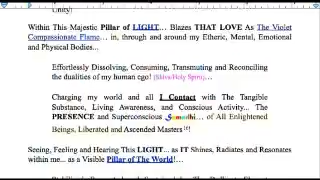 Unity!
Within This Majestic Pillar of LIGHT… Blazes THAT LOVE As The Violet
Compassionate Flame… in, through and around my Etheric, Mental, Emotional
and Physical Bodies...
Effortlessly Dissolving, Consuming, Transmuting and Reconciling
the dualities of my human ego! (Shiva/Holy Spirit)…
Charging my world and all I Contact with The Tangible
Substance, Living Awareness, and Conscious Activity... The
PRESENCE and Superconscious Samadhi… of All Enlightened
Beings, Liberated and Ascended Masters
Seeing, Feeling and Hearing This LIGHT… as IT Shines, Radiates and Resonates
within me... as a Visible Pillar of The World!…